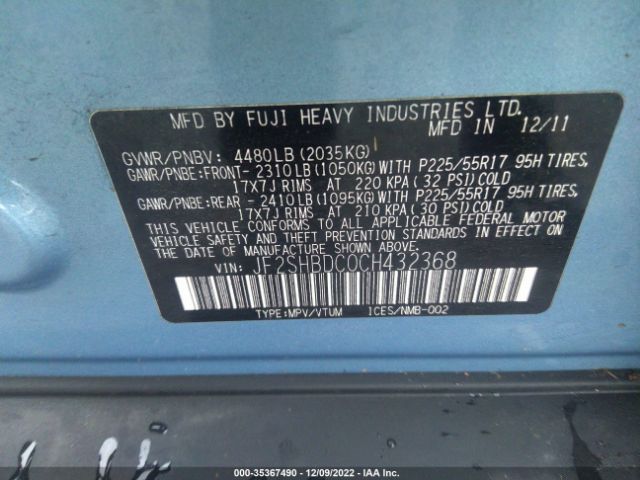 MFD BY FUJI HEAVY INDUSTRIES LTD.
MFD IN 12/11
GVWR/PNBV: 4480LB (2035KG)
GAWR/PNBE:FRONT- 2310LB (1050KG) WITH P225/55R17 95H TIRES,
17X7J RIMS AT 220 KPA (32 PSI) COLD
GAWR/PNBE:REAR - 2410LB (1095KG) WITH P225/55R17 95H TIRES,
17X7J RIMS AT 210 KPA (30 PSI) COLD
THIS VEHICLE CONFORMS TO ALL APPLICABLE FEDERAL MOTOR
VEHICLE SAFETY AND THEFT PREVENTION STANDARDS IN EFFECT ON
THE DATE OF MANUFACTURE SHOWN ABOVE.
VIN: JF2SHBDC0CH432368
TYPE:MPV/VTUM ICES/NMB-002
000-35367490 - 12/09/2022 - IAA Inc.